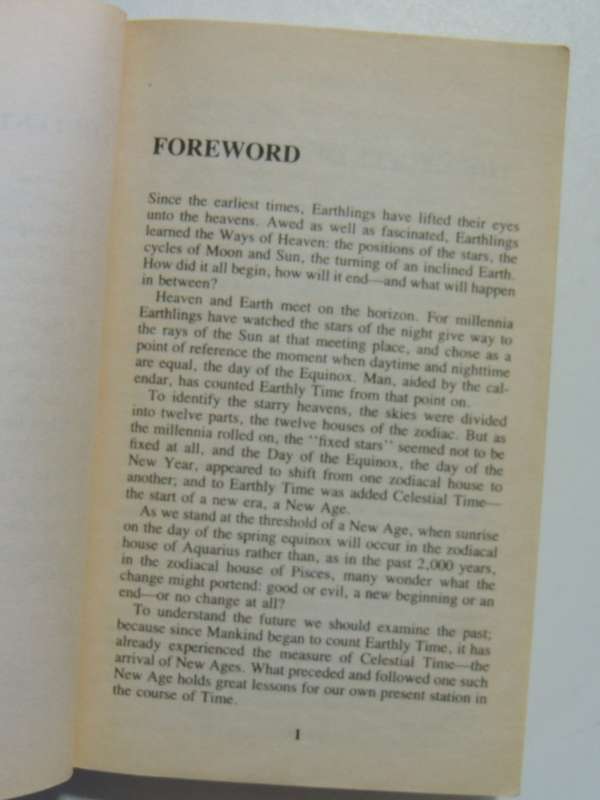 FOREWORD
Since the earliest times, Earthlings have lifted their eyes
unto the heavens. Awed as well as fascinated, Earthlings
learned the Ways of Heaven: the positions of the stars, the
cycles of Moon and Sun, the turning of an inclined Earth.
How did it all begin, how will it end—and what will happen
in between?
Heaven and Earth meet on the horizon. For millennia
Earthlings have watched the stars of the night give way to
the rays of the Sun at that meeting place, and chose as a
point of reference the moment when daytime and nighttime
are equal, the day of the Equinox. Man, aided by the cal-
endar, has counted Earthly Time from that point on.
To identify the starry heavens, the skies were divided
into twelve parts, the twelve houses of the zodiac. But as
the millennia rolled on, the "fixed stars" seemed not to be
fixed at all, and the Day of the Equinox, the day of the
New Year, appeared to shift from one zodiacal house to
another; and to Earthly Time was added Celestial Time—
the start of a new era, a New Age.
As we stand at the threshold of a New Age, when sunrise
on the day of the spring equinox will occur in the zodiacal
house of Aquarius rather than, as in the past 2,000 years,
in the zodiacal house of Pisces, many wonder what the
change might portend: good or evil, a new beginning or an
end—or no change at all?
To understand the future we should examine the past;
because since Mankind began to count Earthly Time, it has
already experienced the measure of Celestial Time—the
arrival of New Ages. What preceded and followed one such
New Age holds great lessons for our own present station in
the course of Time.
1